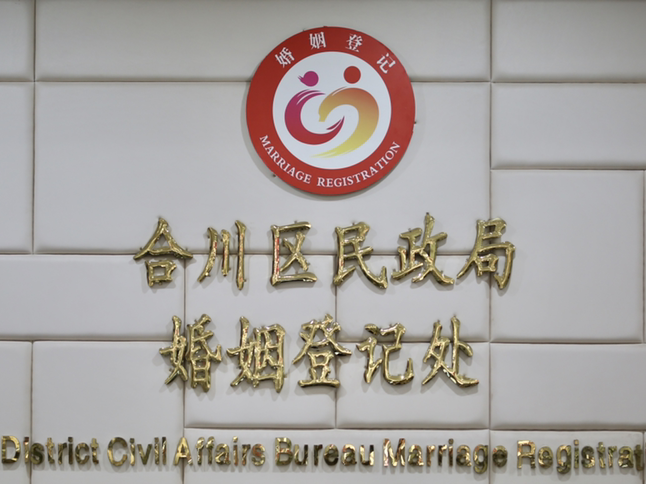 婚姻登记
MARRIAGE REGISTRATION
合川区民政局
婚姻登记处
District Civil Affairs Bureau Marriage Registrat